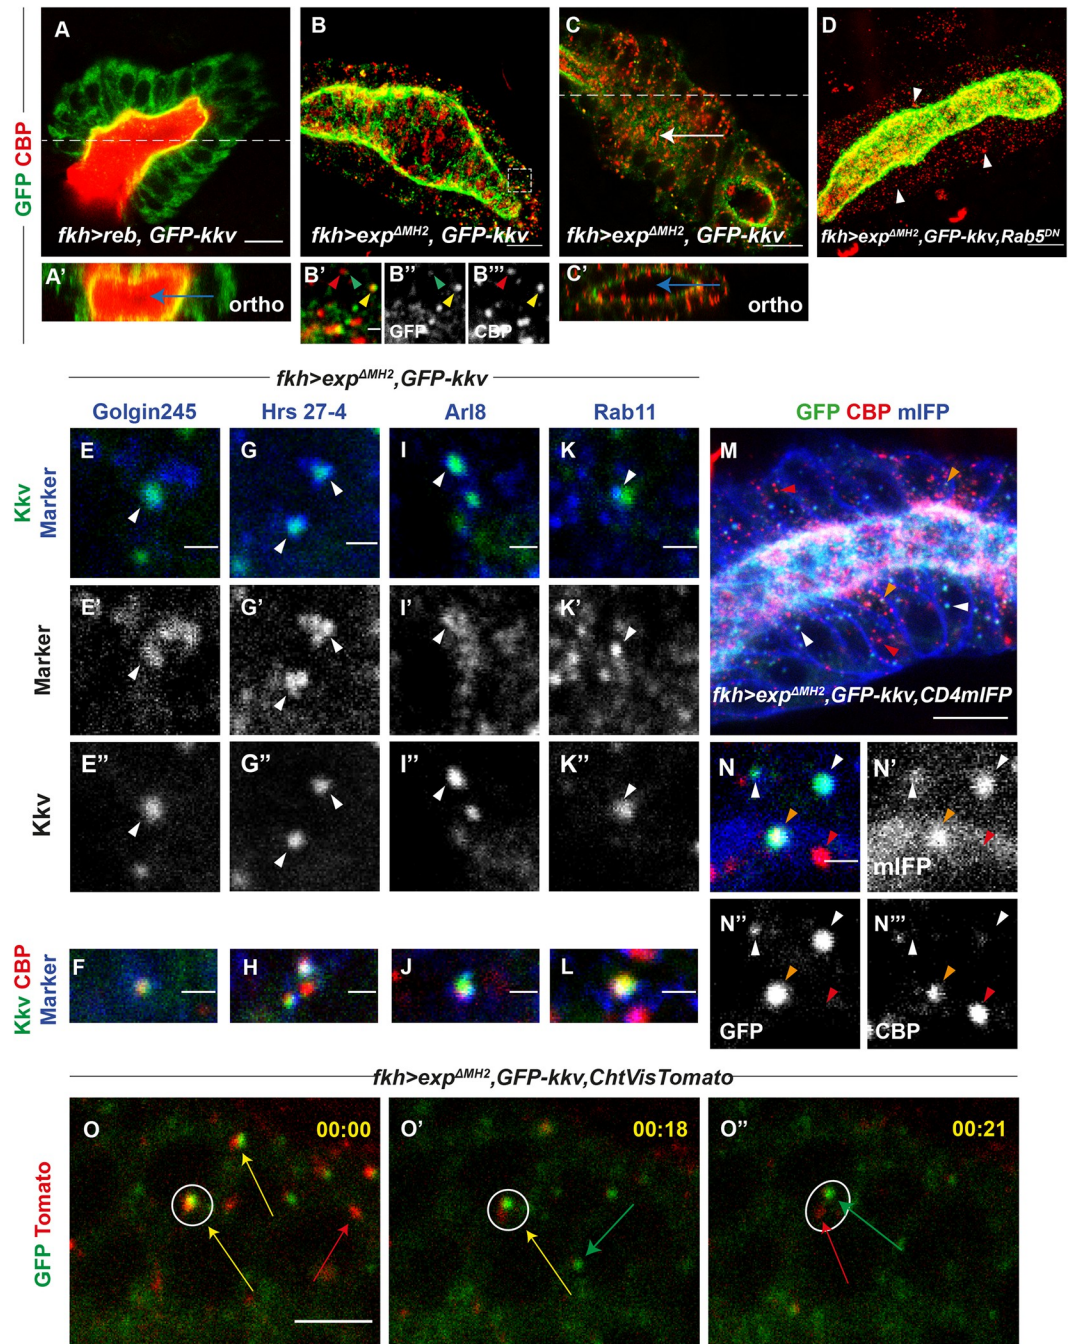 GFP CBP
A
fkh>reb, GFP-kkv
B
fkh>exp^ΔMH2, GFP-kkv
C
fkh>exp^ΔMH2, GFP-kkv
D
fkh>exp^ΔMH2,GFP-kkv,Rab5^DN
A'
ortho
B'
B''
GFP
B'''
CBP
C'
ortho
fkh>exp^ΔMH2,GFP-kkv
Golgin245
Hrs 27-4
Arl8
Rab11
GFP CBP mIFP
Kkv
Marker
E
G
I
K
M
fkh>exp^ΔMH2,GFP-kkv,CD4mIFP
Marker
E'
G'
I'
K'
Kkv
E''
G''
I''
K''
N
N'
mIFP
N''
GFP
N'''
CBP
Kkv CBP
Marker
F
H
J
L
fkh>exp^ΔMH2,GFP-kkv,ChtVisTomato
GFP Tomato
O
00:00
O'
00:18
O''
00:21